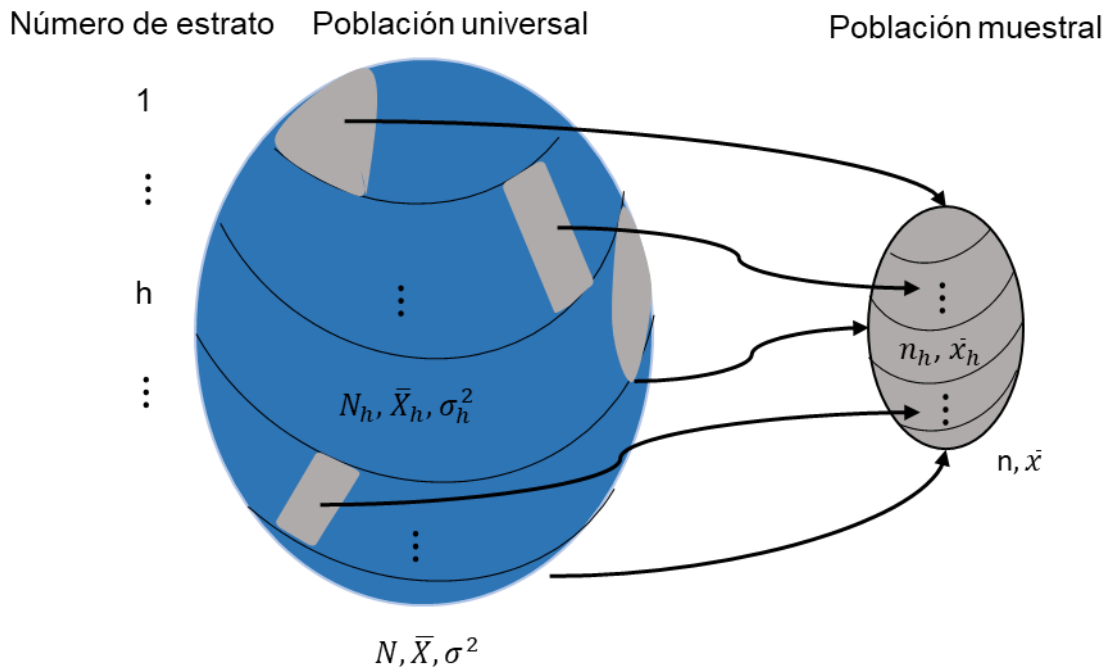 Número de estrato
Población universal
Población muestral
1
⋮
h
⋮
⋮
N_h, X̄_h, σ_h^2
⋮
N, X̄, σ^2
⋮
n_h, x̄_h
⋮
n, x̄